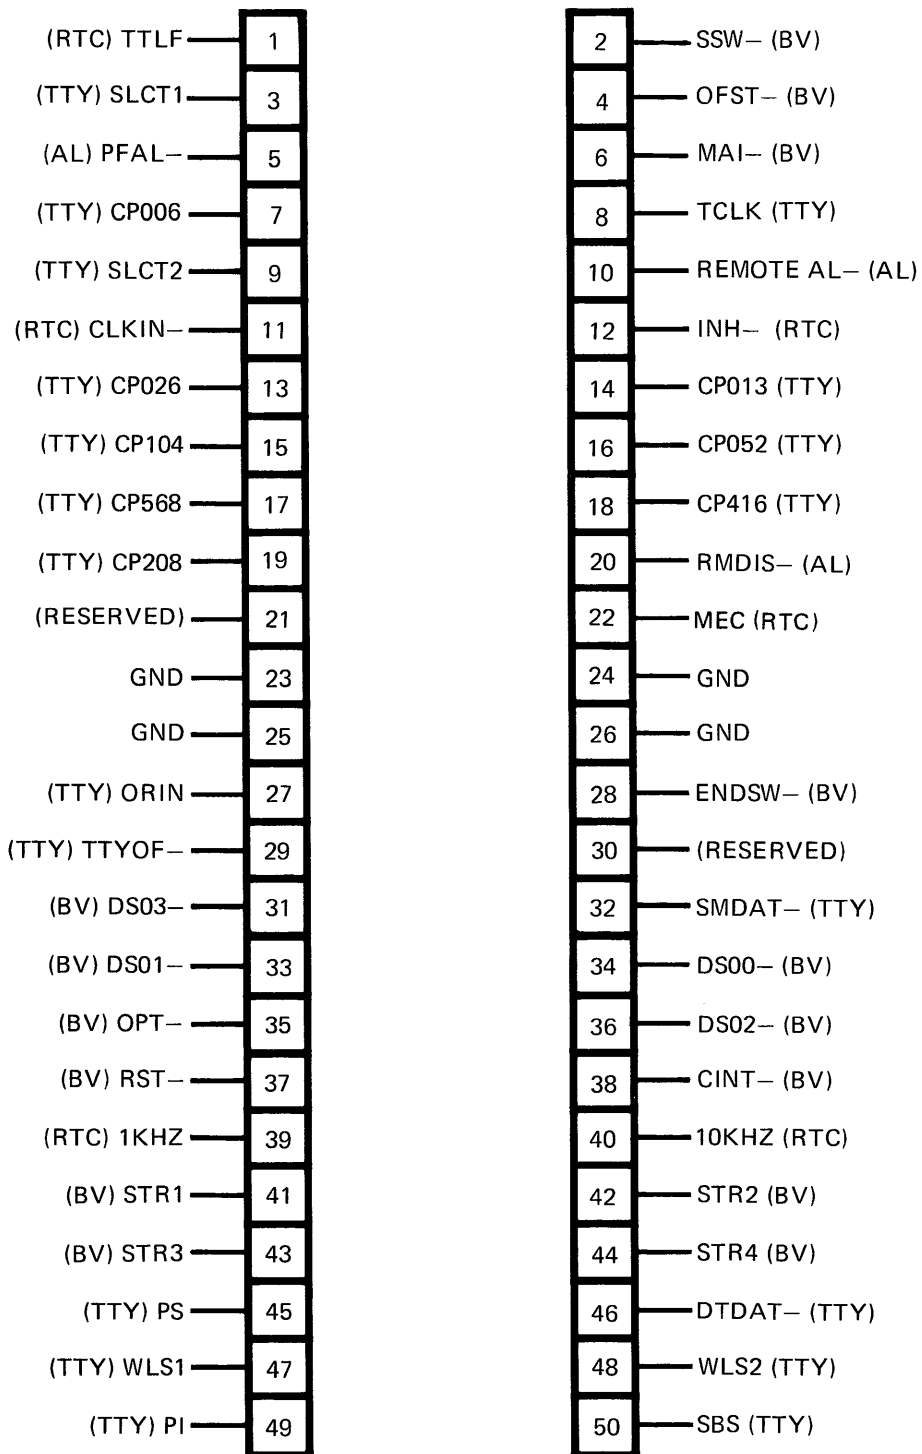 (RTC) TTLF 1 2 SSW– (BV)
(TTY) SLCT1 3 4 OFST– (BV)
(AL) PFAL– 5 6 MAI– (BV)
(TTY) CP006 7 8 TCLK (TTY)
(TTY) SLCT2 9 10 REMOTE AL– (AL)
(RTC) CLKIN– 11 12 INH– (RTC)
(TTY) CP026 13 14 CP013 (TTY)
(TTY) CP104 15 16 CP052 (TTY)
(TTY) CP568 17 18 CP416 (TTY)
(TTY) CP208 19 20 RMDIS– (AL)
(RESERVED) 21 22 MEC (RTC)
GND 23 24 GND
GND 25 26 GND
(TTY) ORIN 27 28 ENDSW– (BV)
(TTY) TTYOF– 29 30 (RESERVED)
(BV) DS03– 31 32 SMDAT– (TTY)
(BV) DS01– 33 34 DS00– (BV)
(BV) OPT– 35 36 DS02– (BV)
(BV) RST– 37 38 CINT– (BV)
(RTC) 1KHZ 39 40 10KHZ (RTC)
(BV) STR1 41 42 STR2 (BV)
(BV) STR3 43 44 STR4 (BV)
(TTY) PS 45 46 DTDAT– (TTY)
(TTY) WLS1 47 48 WLS2 (TTY)
(TTY) PI 49 50 SBS (TTY)